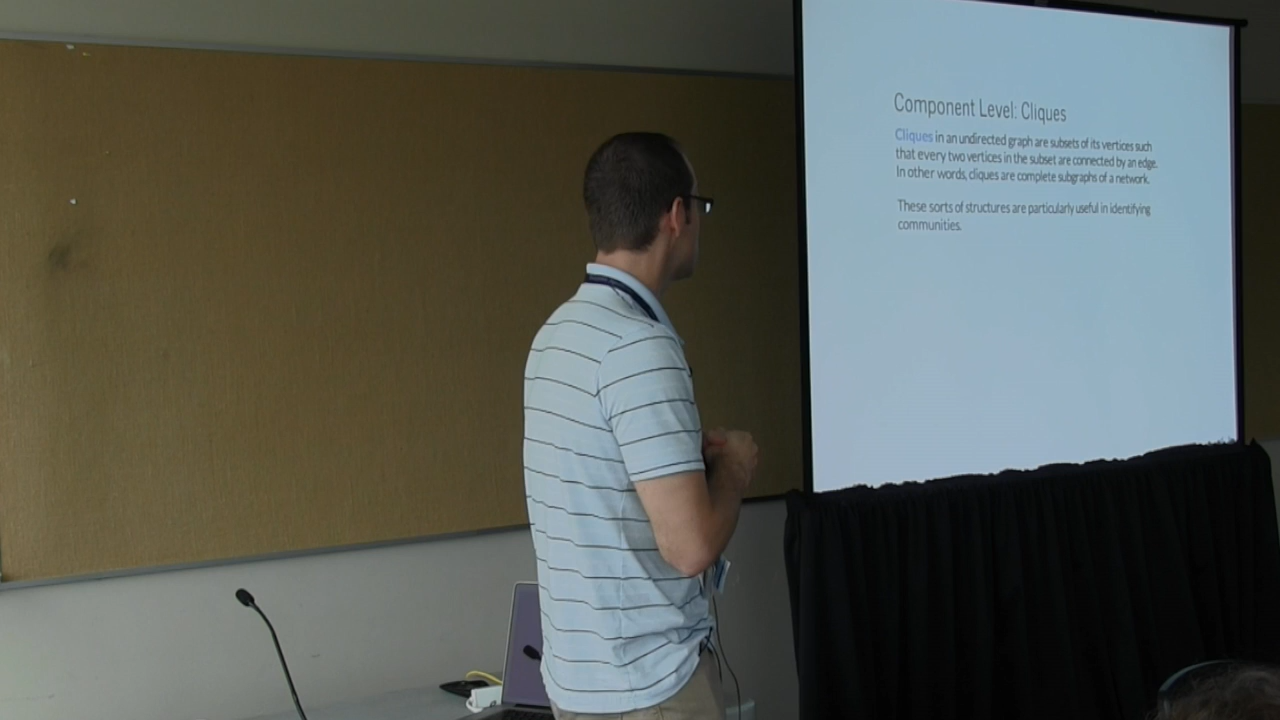 Component Level: Cliques
Cliques in an undirected graph are subsets of its vertices such
that every two vertices in the subset are connected by an edge.
In other words, cliques are complete subgraphs of a network.
These sorts of structures are particularly useful in identifying
communities.